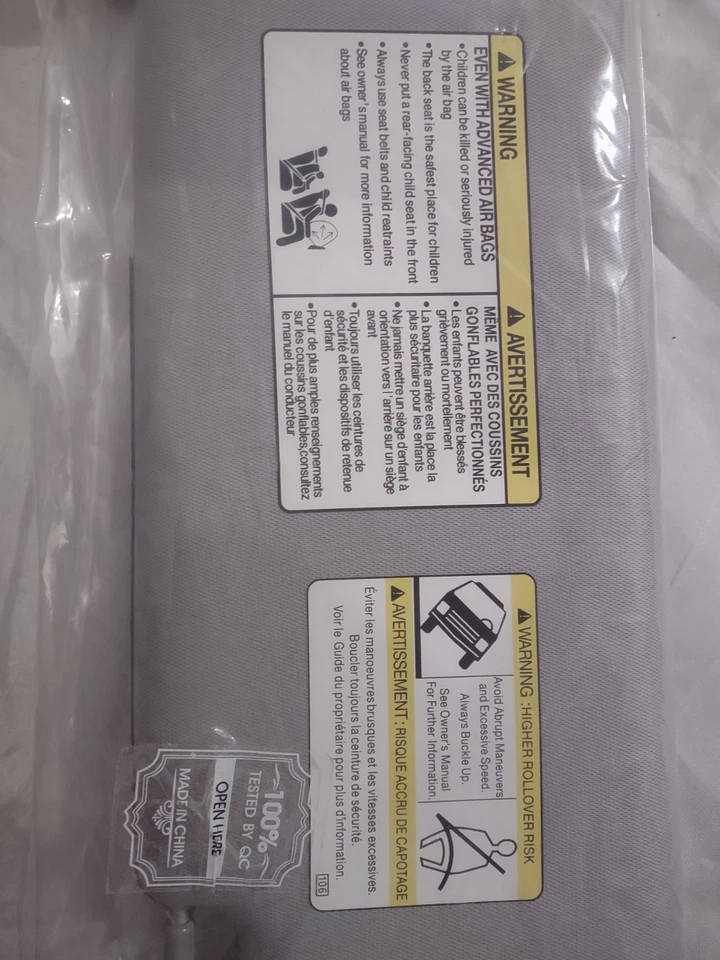 WARNING
EVEN WITH ADVANCED AIR BAGS
•Children can be killed or seriously injured
by the air bag
•The back seat is the safest place for children
•Never put a rear-facing child seat in the front
•Always use seat belts and child reatraints
•See owner's manual for more information
about air bags
AVERTISSEMENT
MÊME AVEC DES COUSSINS
GONFLABLES PERFECTIONNÉS
•Les enfants peuvent être blessés
grièvement ou mortellement
•La banquette arrière est la place la
plus sécuritaire pour les enfants
•Ne jamais mettre un siège d'enfant à
orientation vers l'arrière sur un siège
avant
•Toujours utiliser les ceintures de
sécurité et les dispositifs de retenue
d'enfant
•Pour de plus amples renseignements
sur les coussins gonflables,consultez
le manuel du conducteur
WARNING :HIGHER ROLLOVER RISK
Avoid Abrupt Maneuvers
and Excessive Speed.
Always Buckle Up.
See Owner's Manual
For Further Information.
AVERTISSEMENT : RISQUE ACCRU DE CAPOTAGE
Éviter les manoeuvres brusques et les vitesses excessives.
Boucler toujours la ceinture de sécurité.
Voir le Guide du propriétaire pour plus d'information.
106
100%
TESTED BY QC
OPEN HERE
MADE IN CHINA